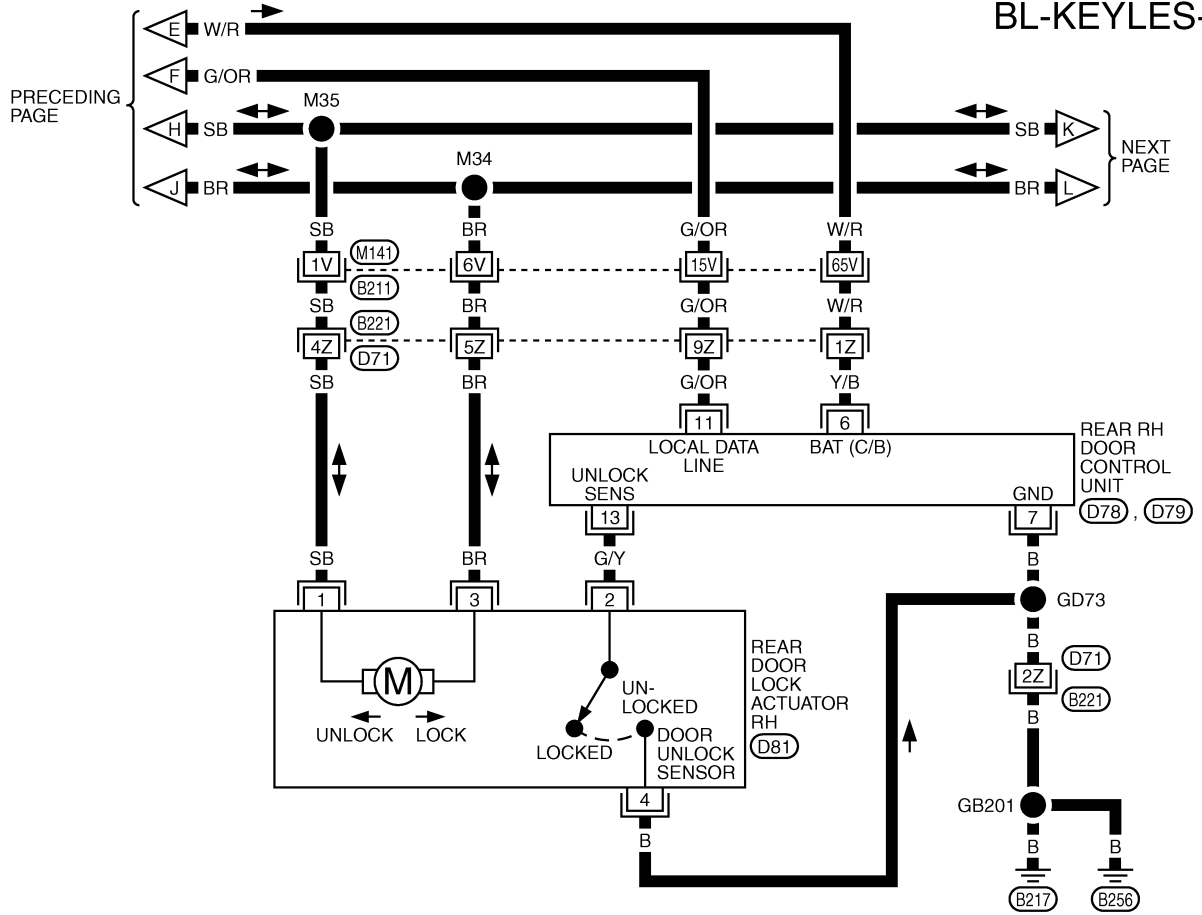 BL-KEYLES-
E W/R
F G/OR
PRECEDING
PAGE
M35
H SB
SB K
M34
J BR
BR L
NEXT
PAGE
SB
BR
G/OR
W/R
1V
M141
6V
15V
65V
B211
SB
BR
G/OR
W/R
B221
4Z
5Z
9Z
1Z
D71
SB
BR
G/OR
Y/B
11
6
LOCAL DATA
LINE
BAT (C/B)
UNLOCK
SENS
GND
REAR RH
DOOR
CONTROL
UNIT
D78 , D79
13
7
SB
BR
G/Y
B
1
3
2
GD73
B
D71
2Z
B221
B
M
UNLOCK
LOCK
UN-
LOCKED
LOCKED
DOOR
UNLOCK
SENSOR
REAR
DOOR
LOCK
ACTUATOR
RH
D81
4
B
GB201
B
B
B217
B256